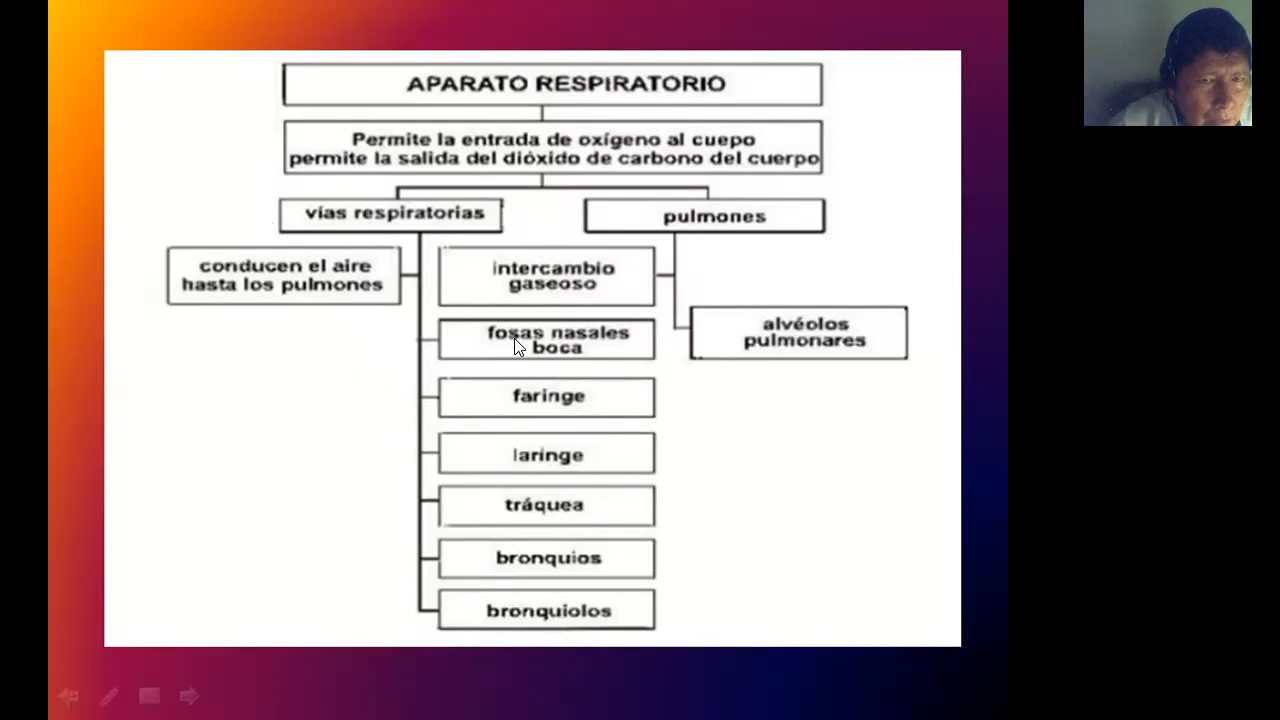 APARATO RESPIRATORIO
Permite la entrada de oxígeno al cuepo
permite la salida del dióxido de carbono del cuerpo
vías respiratorias
pulmones
conducen el aire
hasta los pulmones
intercambio
gaseoso
fosas nasales
boca
alvéolos
pulmonares
faringe
laringe
tráquea
bronquios
bronquiolos